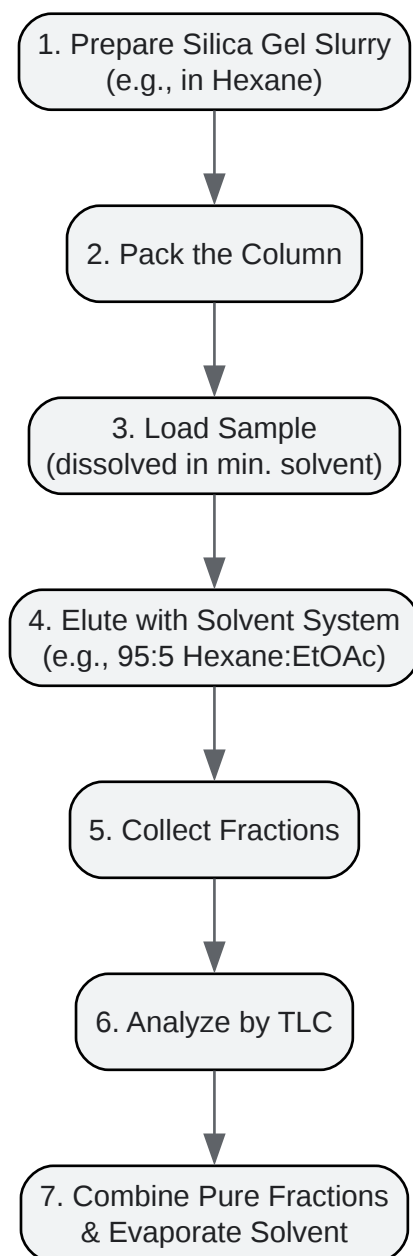 1. Prepare Silica Gel Slurry
(e.g., in Hexane)
2. Pack the Column
3. Load Sample
(dissolved in min. solvent)
4. Elute with Solvent System
(e.g., 95:5 Hexane:EtOAc)
5. Collect Fractions
6. Analyze by TLC
7. Combine Pure Fractions
& Evaporate Solvent